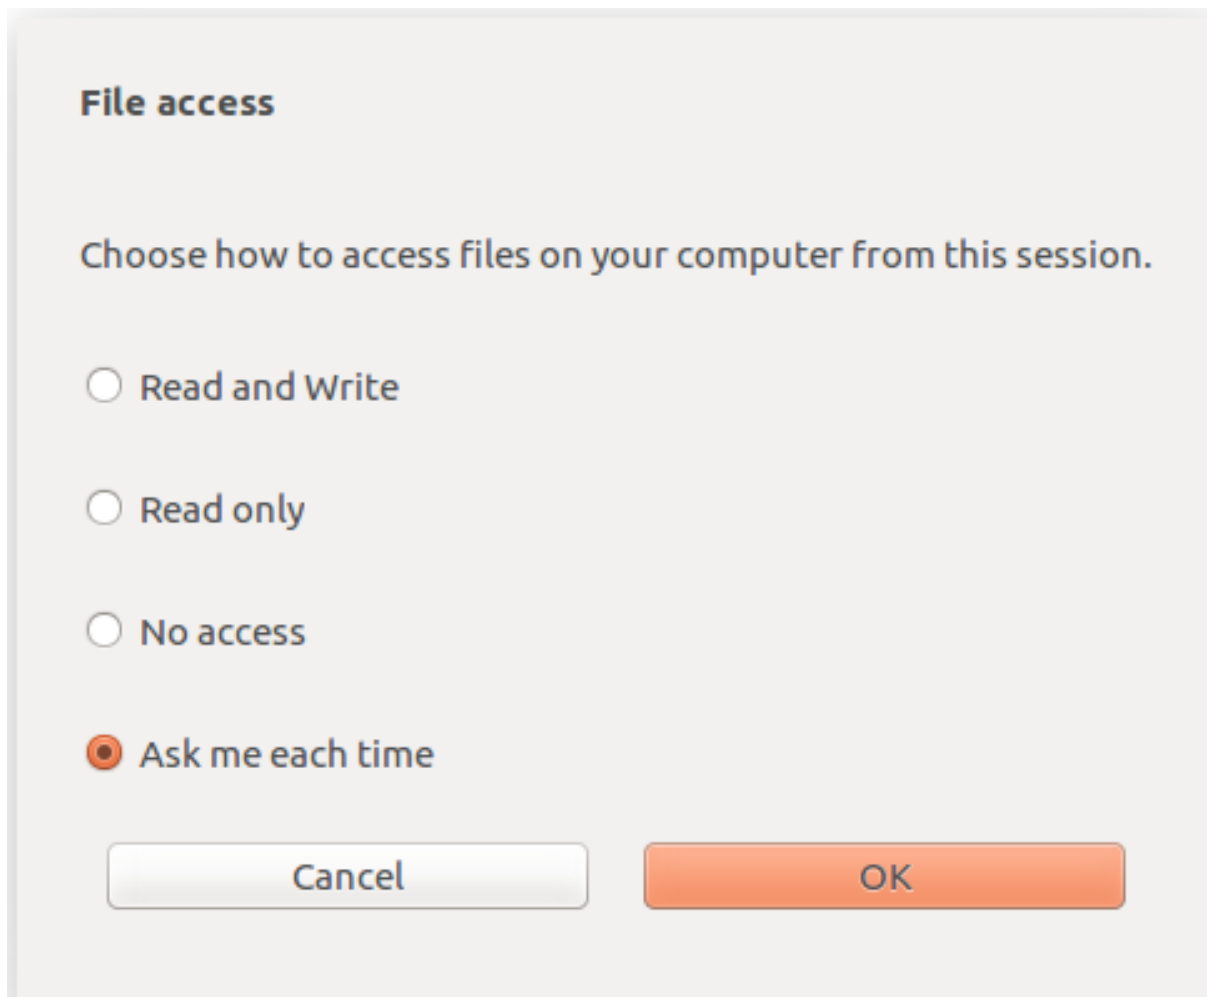 File access
Choose how to access files on your computer from this session.
Read and Write
Read only
No access
Ask me each time
Cancel
OK